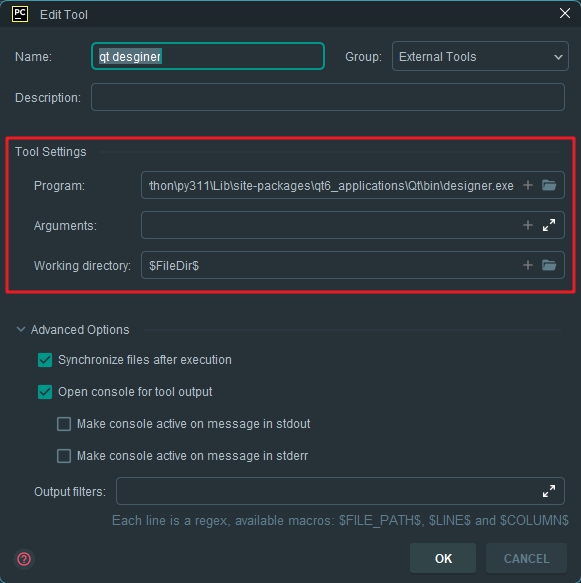 PC Edit Tool
Name: qt desginer Group: External Tools
Description:
Tool Settings
Program: thon\py311\Lib\site-packages\qt6_applications\Qt\bin\designer.exe
Arguments:
Working directory: $FileDir$
Advanced Options
Synchronize files after execution
Open console for tool output
Make console active on message in stdout
Make console active on message in stderr
Output filters:
Each line is a regex, available macros: $FILE_PATH$, $LINE$ and $COLUMN$
? OK CANCEL